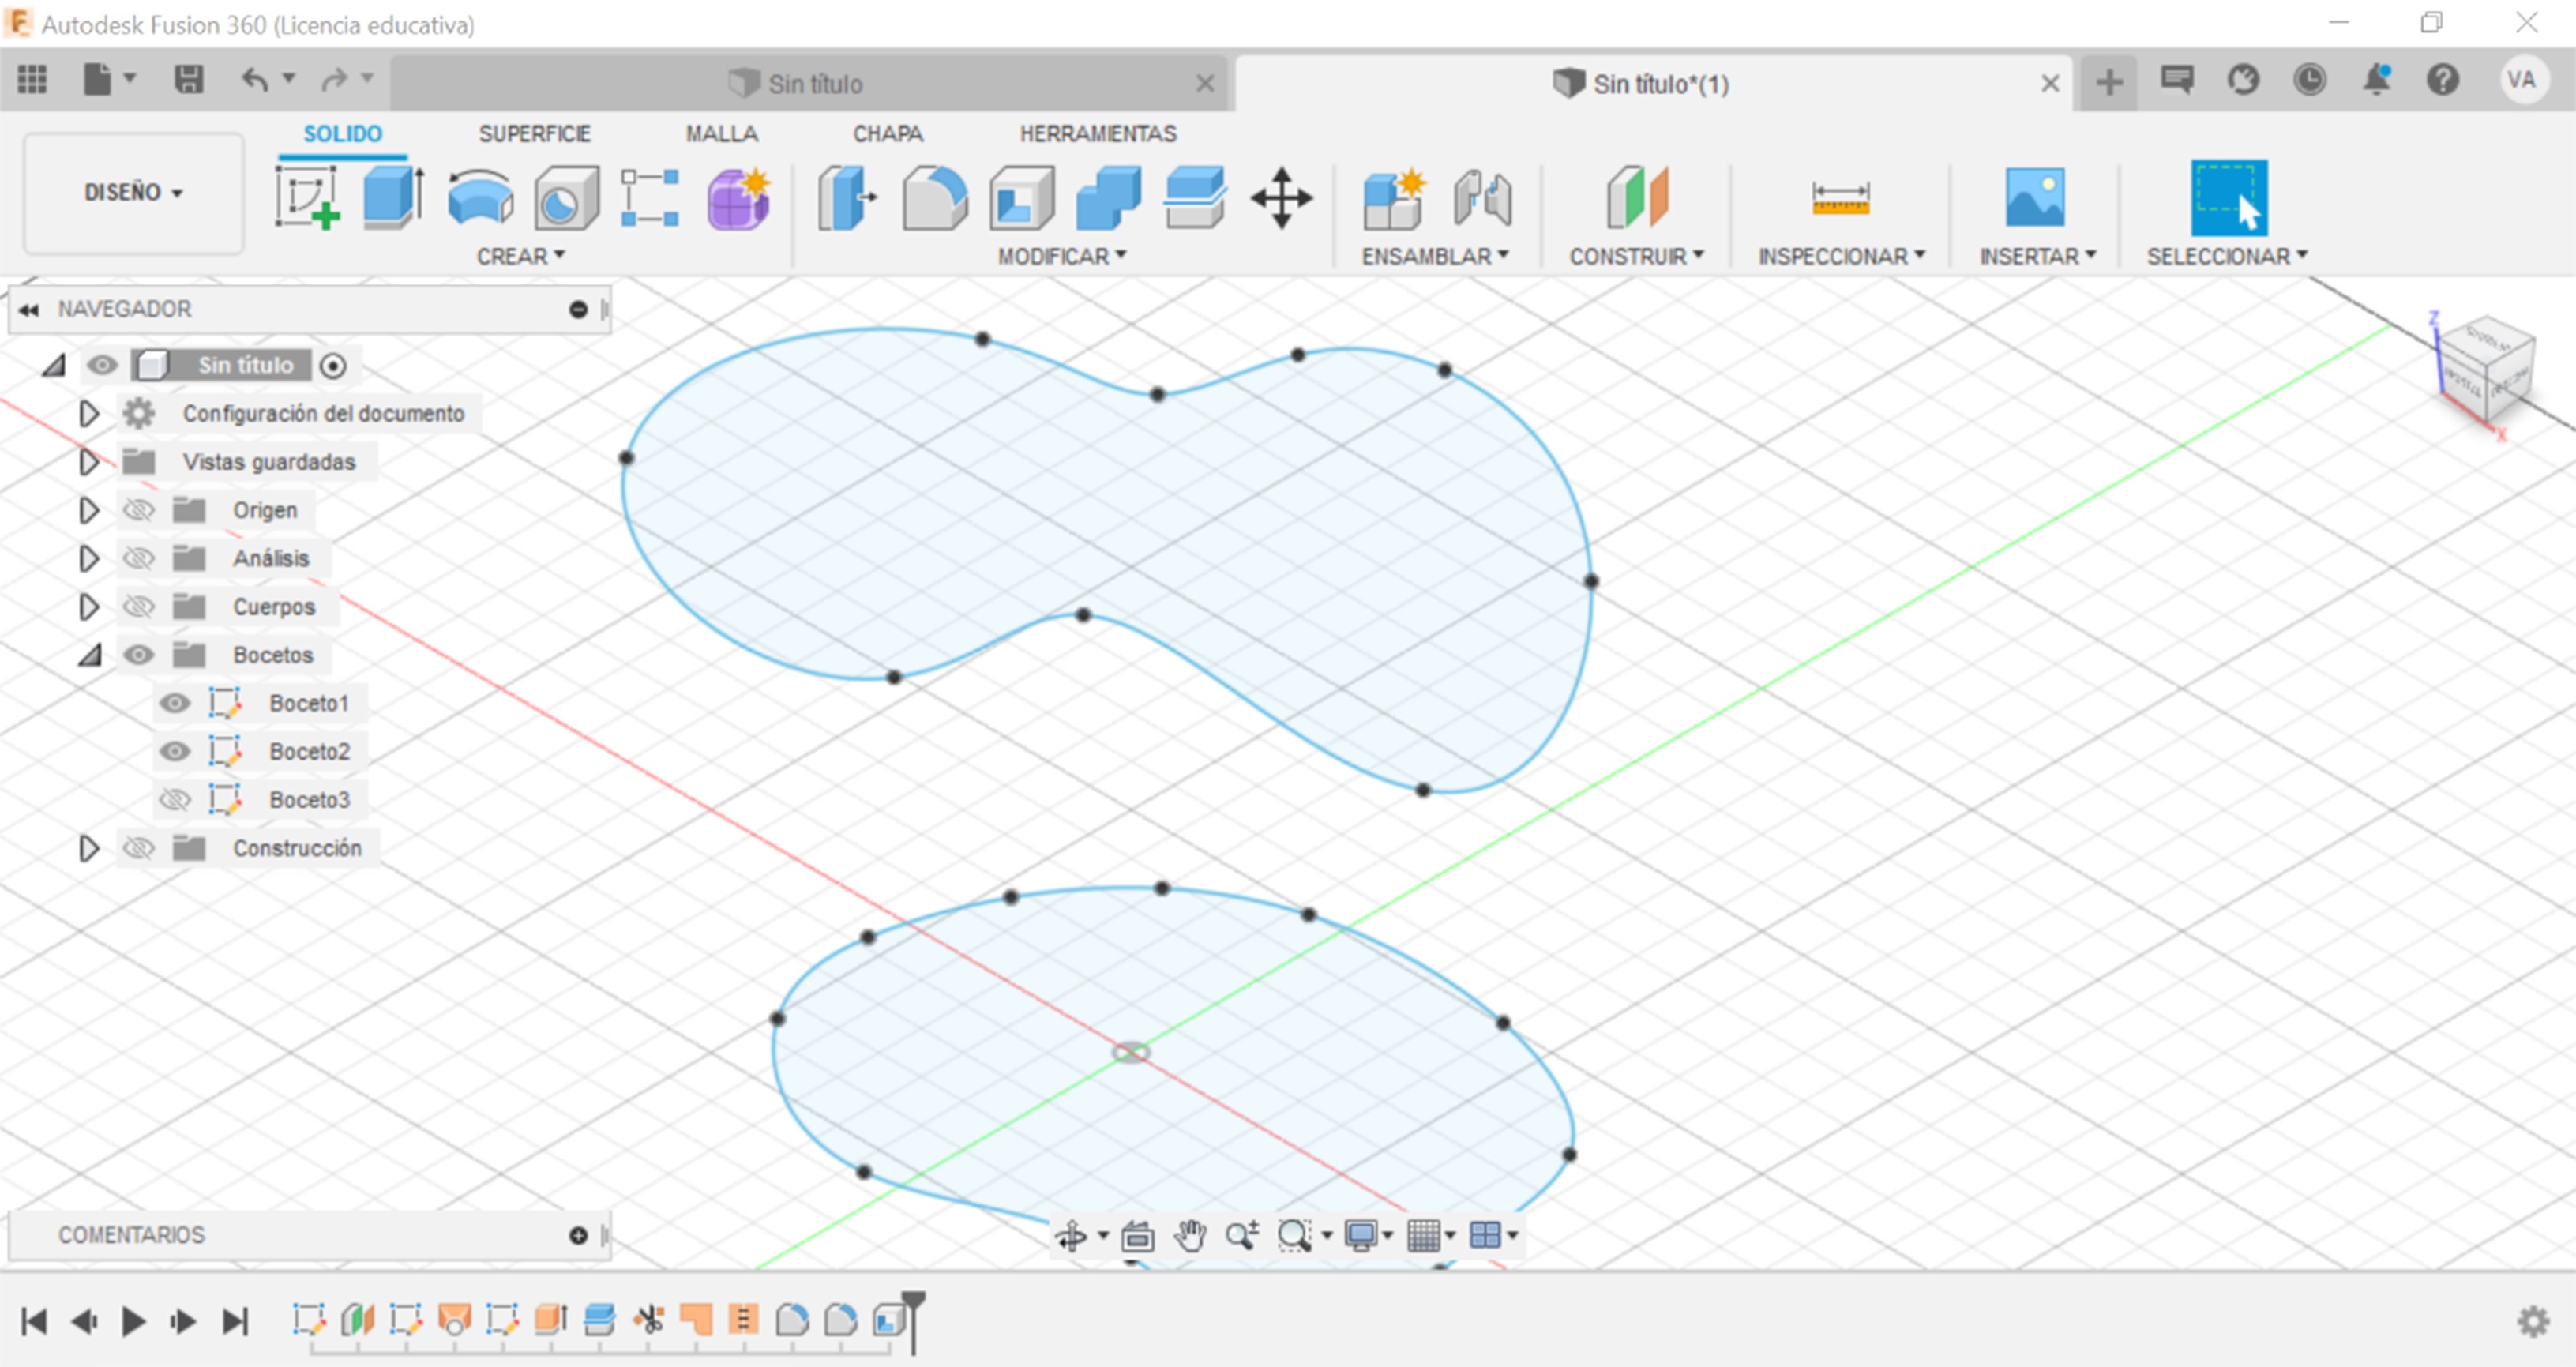 Autodesk Fusion 360 (Licencia educativa)
Sin título
Sin título*(1)
VA
SOLIDO SUPERFICIE MALLA CHAPA HERRAMIENTAS
DISEÑO
CREAR MODIFICAR ENSAMBLAR CONSTRUIR INSPECCIONAR INSERTAR SELECCIONAR
NAVEGADOR
Sin título
Configuración del documento
Vistas guardadas
Origen
Análisis
Cuerpos
Bocetos
Boceto1
Boceto2
Boceto3
Construcción
Z
X
COMENTARIOS